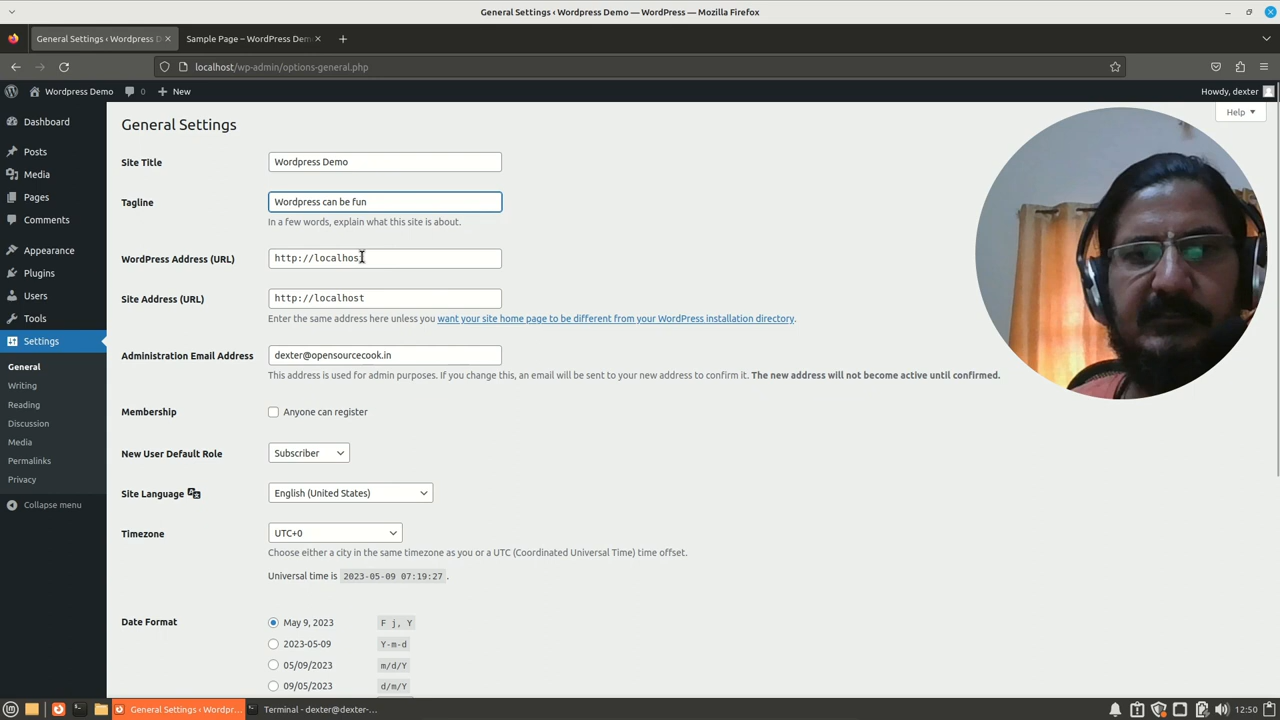 General Settings ‹ Wordpress Demo — WordPress — Mozilla Firefox
General Settings ‹ Wordpress D
Sample Page – WordPress Dem
localhost/wp-admin/options-general.php
Wordpress Demo
0
New
Howdy, dexter
Help
Dashboard
Posts
Media
Pages
Comments
Appearance
Plugins
Users
Tools
Settings
General
Writing
Reading
Discussion
Media
Permalinks
Privacy
Collapse menu
General Settings
Site Title
Wordpress Demo
Tagline
Wordpress can be fun
In a few words, explain what this site is about.
WordPress Address (URL)
http://localhost
Site Address (URL)
http://localhost
Enter the same address here unless you want your site home page to be different from your WordPress installation directory.
Administration Email Address
dexter@opensourcecook.in
This address is used for admin purposes. If you change this, an email will be sent to your new address to confirm it. The new address will not become active until confirmed.
Membership
Anyone can register
New User Default Role
Subscriber
Site Language
English (United States)
Timezone
UTC+0
Choose either a city in the same timezone as you or a UTC (Coordinated Universal Time) time offset.
Universal time is 2023-05-09 07:19:27 .
Date Format
May 9, 2023 F j, Y
2023-05-09 Y-m-d
05/09/2023 m/d/Y
09/05/2023 d/m/Y
General Settings ‹ Wordpr...
Terminal - dexter@dexter-...
12:50